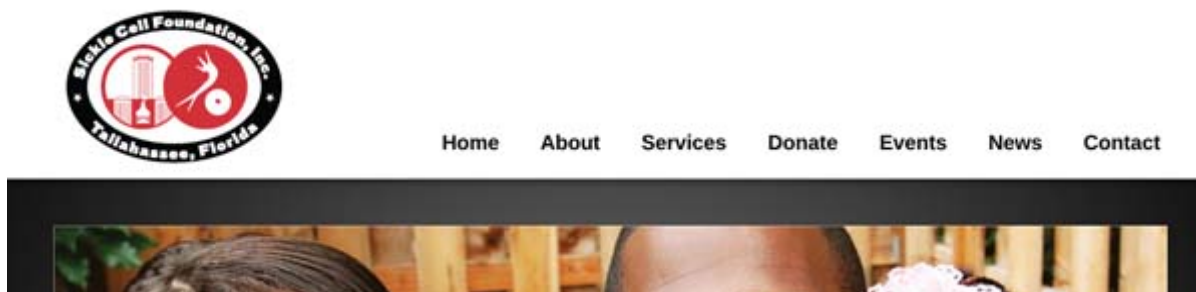 Sickle Cell Foundation, Inc.
Tallahassee, Florida
Home About Services Donate Events News Contact